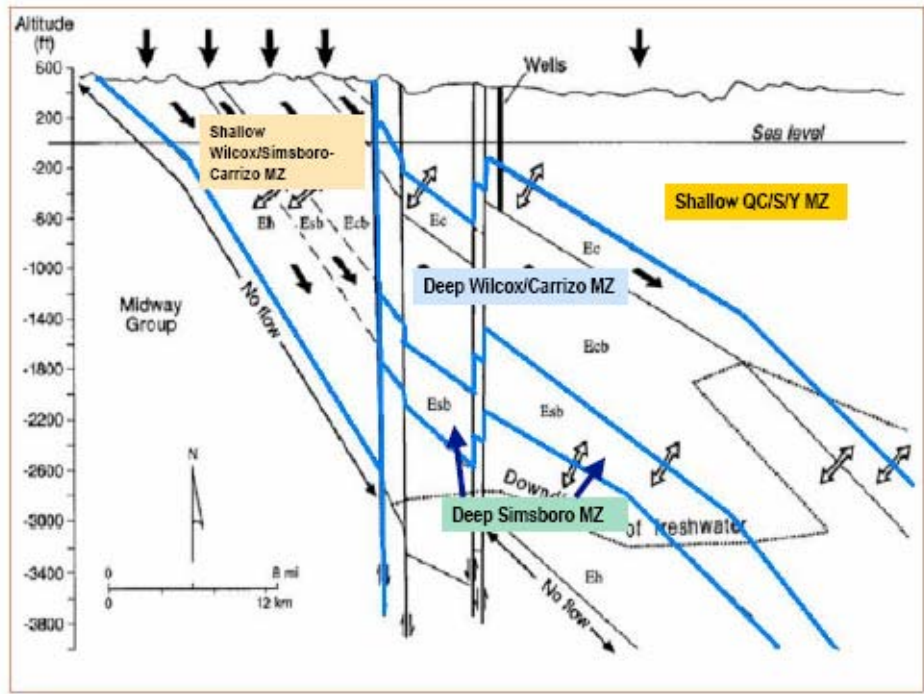 Altitude
(ft)
600
200
-200
-600
-1000
-1400
-1800
-2200
-2600
-3000
-3400
-3800
Wells
Sea level
Shallow
Wilcox/Simsboro-
Carrizo MZ
Shallow QC/S/Y MZ
Eh
Esb
Ecb
Ec
Ec
Deep Wilcox/Carrizo MZ
No flow
Midway
Group
Ecb
Esb
Esb
N
Deep Simsboro MZ
of freshwater
Eh
No flow
0
8 mi
0
12 km